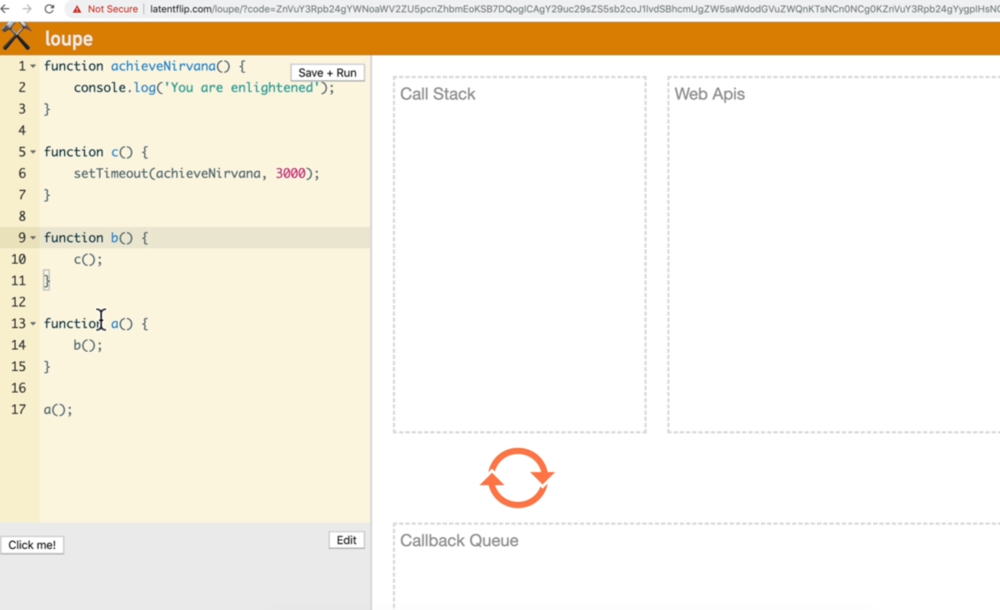 Not Secure | latentflip.com/loupe/?code=ZnVuY3Rpb24gYWNoaWV2ZU5pcnZhbmEoKSB7DQogICAgY29uc29sZS5sb2coJ1lvdSBhcmUgZW5saWdodGVuZWQnKTsNCn0NCg0KZnVuY3Rpb24gYygpIHsN
loupe
1 function achieveNirvana() {
Save + Run
2 console.log('You are enlightened');
3 }
4
5 function c() {
6 setTimeout(achieveNirvana, 3000);
7 }
8
9 function b() {
10 c();
11 }
12
13 function a() {
14 b();
15 }
16
17 a();
Click me!
Edit
Call Stack
Web Apis
Callback Queue